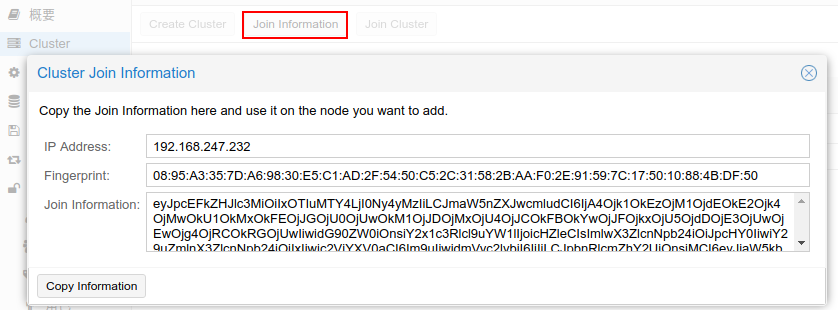 概要
Create Cluster Join Information Join Cluster
Cluster
Cluster Join Information
Copy the Join Information here and use it on the node you want to add.
IP Address: 192.168.247.232
Fingerprint: 08:95:A3:35:7D:A6:98:30:E5:C1:AD:2F:54:50:C5:2C:31:58:2B:AA:F0:2E:91:59:7C:17:50:10:88:4B:DF:50
Join Information: eyJpcEFkZHJlc3MiOiIxOTIuMTY4LjI0Ny4yMzIiLCJmaW5nZXJwcmludCI6IjA4Ojk1OkEzOjM1OjdEOkE2Ojk4
OjMwOkU1OkMxOkFEOjJGOjU0OjUwOkM1OjJDOjMxOjU4OjJCOkFBOkYwOjJFOjkxOjU5OjdDOjE3OjUwOj
EwOjg4OjRCOkRGOjUwIiwidG90ZW0iOnsiY2x1c3Rlcl9uYW1lIjoicHZleCIsImlwX3ZlcnNpb24iOiJpcHY0IiwiY2
Copy Information